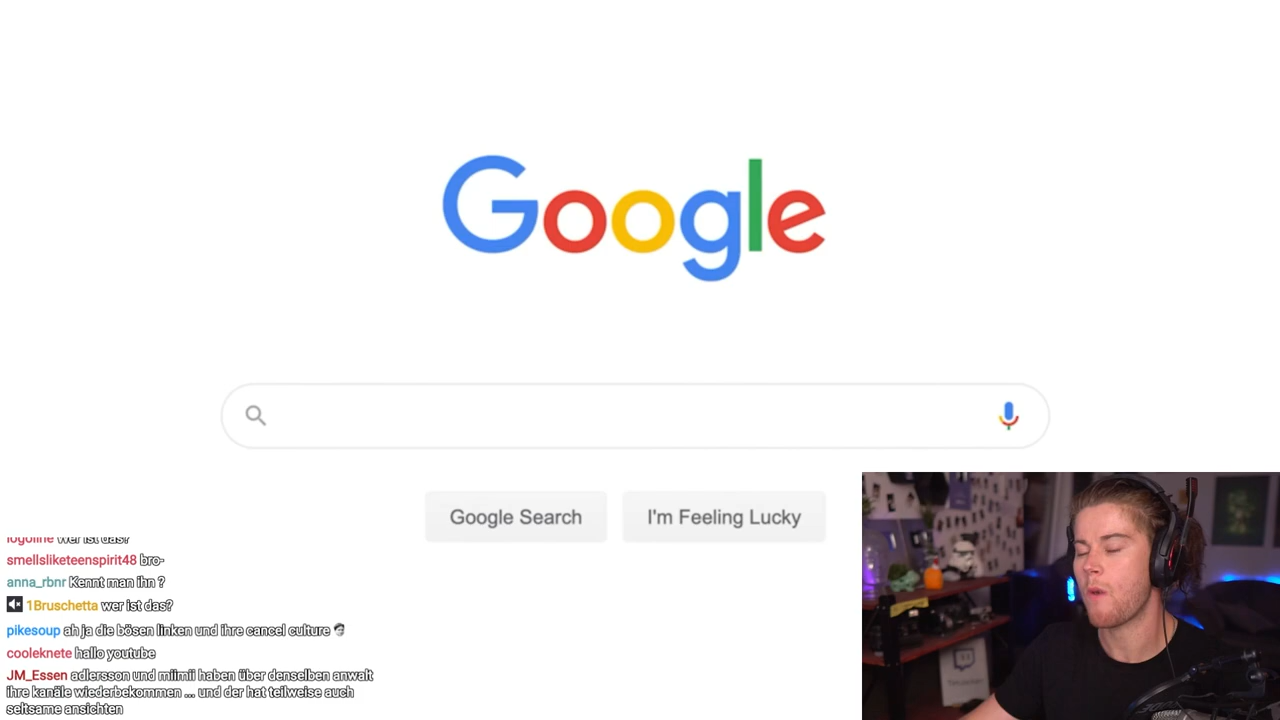 Google
Google Search
I'm Feeling Lucky
logoline wer ist das?
smellsliketeenspirit48 bro-
anna_rbnr Kennt man ihn ?
1Bruschetta wer ist das?
pikesoup ah ja die bösen linken und ihre cancel culture
cooleknete hallo youtube
JM_Essen adlersson und miimii haben über denselben anwalt
ihre kanäle wiederbekommen ... und der hat teilweise auch
seltsame ansichten